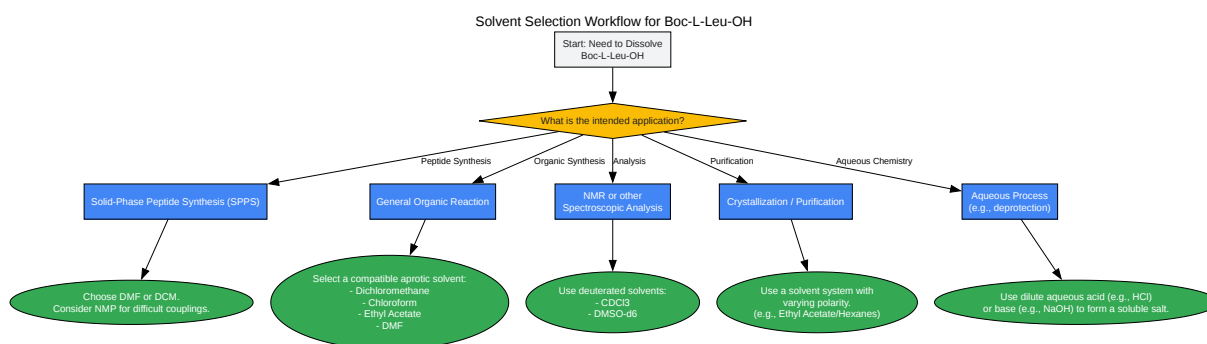 Solvent Selection Workflow for Boc-L-Leu-OH
Start: Need to Dissolve
Boc-L-Leu-OH
What is the intended application?
Peptide Synthesis
Organic Synthesis
Analysis
Purification
Aqueous Chemistry
Solid-Phase Peptide Synthesis (SPPS)
General Organic Reaction
NMR or other
Spectroscopic Analysis
Crystallization / Purification
Aqueous Process
(e.g., deprotection)
Choose DMF or DCM.
Consider NMP for difficult couplings.
Select a compatible aprotic solvent:
- Dichloromethane
- Chloroform
- Ethyl Acetate
- DMF
Use deuterated solvents:
- CDCl3
- DMSO-d6
Use a solvent system with
varying polarity.
(e.g., Ethyl Acetate/Hexanes)
Use dilute aqueous acid (e.g., HCl)
or base (e.g., NaOH) to form a soluble salt.